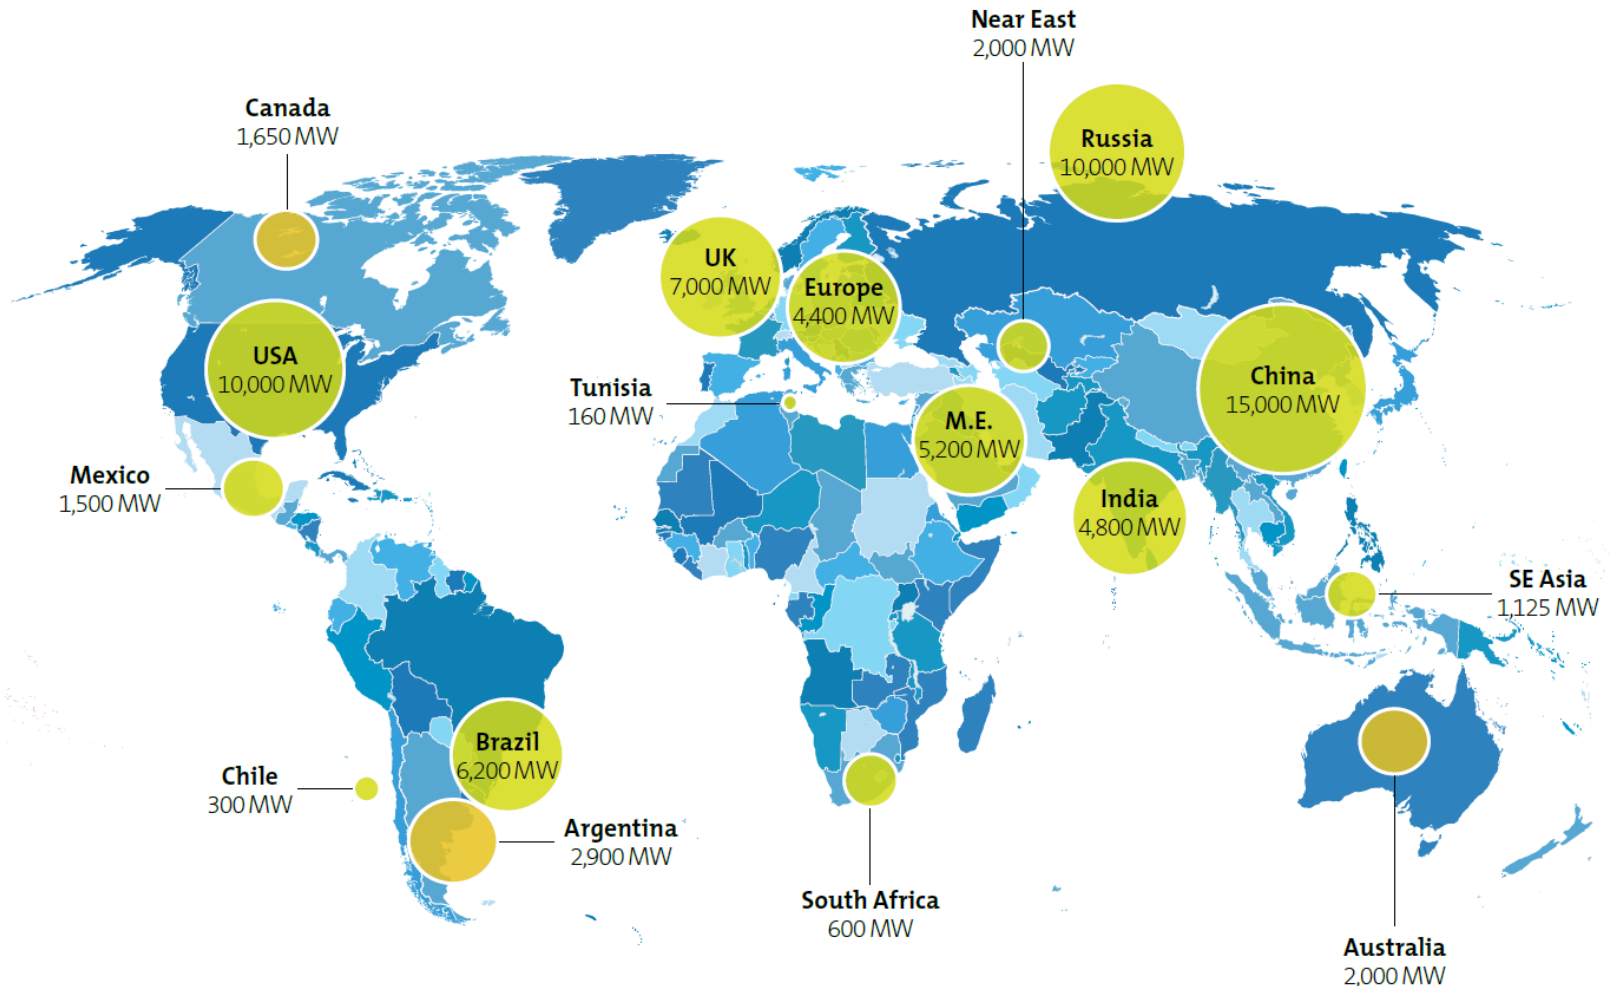 Near East
2,000 MW
Canada
1,650 MW
Russia
10,000 MW
UK
7,000 MW
Europe
4,400 MW
USA
10,000 MW
China
15,000 MW
Tunisia
160 MW
M.E.
5,200 MW
Mexico
1,500 MW
India
4,800 MW
SE Asia
1,125 MW
Brazil
6,200 MW
Chile
300 MW
Argentina
2,900 MW
South Africa
600 MW
Australia
2,000 MW